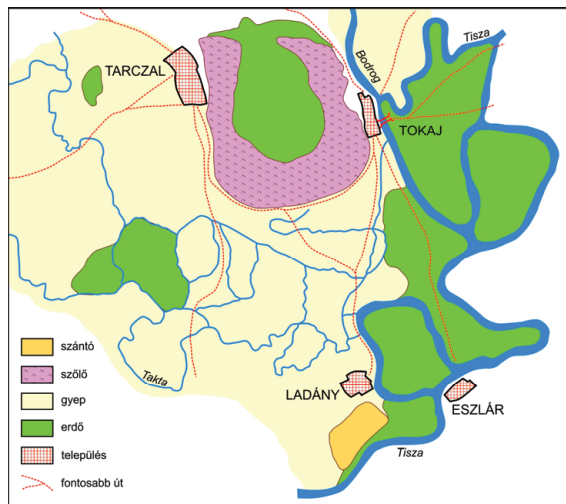 Tisza
Bodrog
TARCZAL
TOKAJ
szántó
szőlő
gyep
erdő
település
fontosabb út
Takta
LADÁNY
ESZLÁR
Tisza